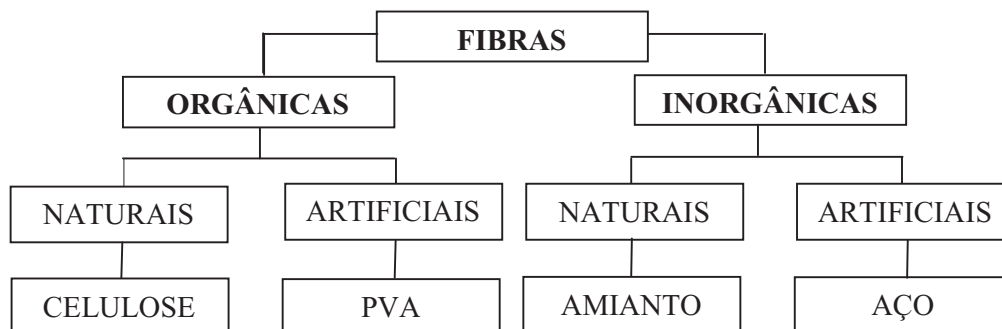 FIBRAS
ORGÂNICAS INORGÂNICAS
NATURAIS ARTIFICIAIS NATURAIS ARTIFICIAIS
CELULOSE PVA AMIANTO AÇO